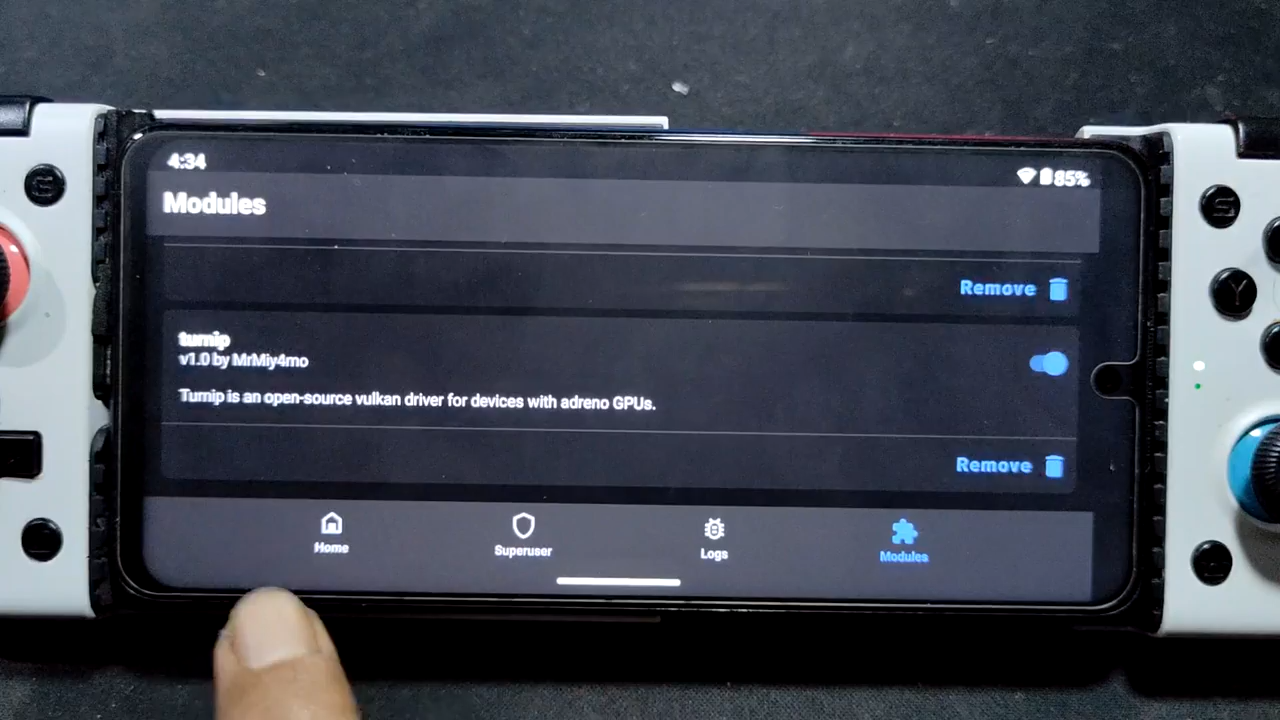 4:34
85%
Modules
Remove
turnip
v1.0 by MrMiy4mo
Turnip is an open-source vulkan driver for devices with adreno GPUs.
Remove
Home
Superuser
Logs
Modules
S
Y